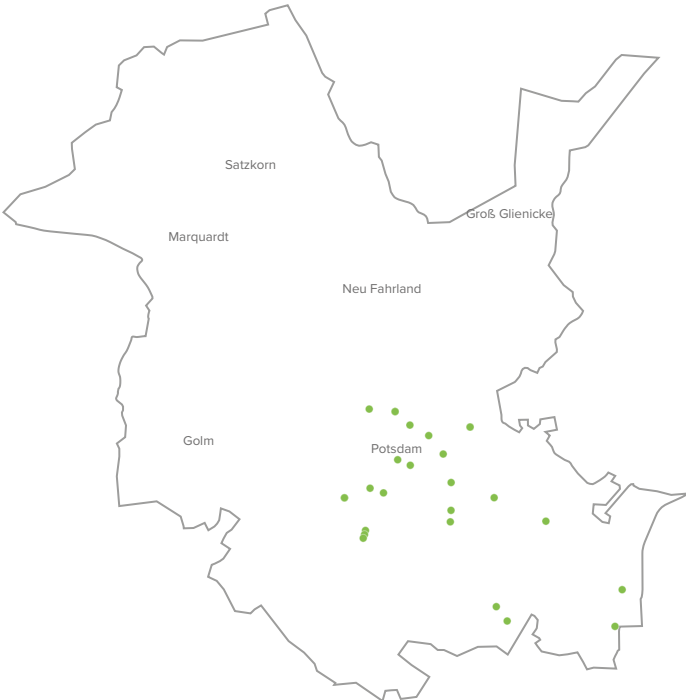 Satzkorn
Groß Glienicke
Marquardt
Neu Fahrland
Golm
Potsdam